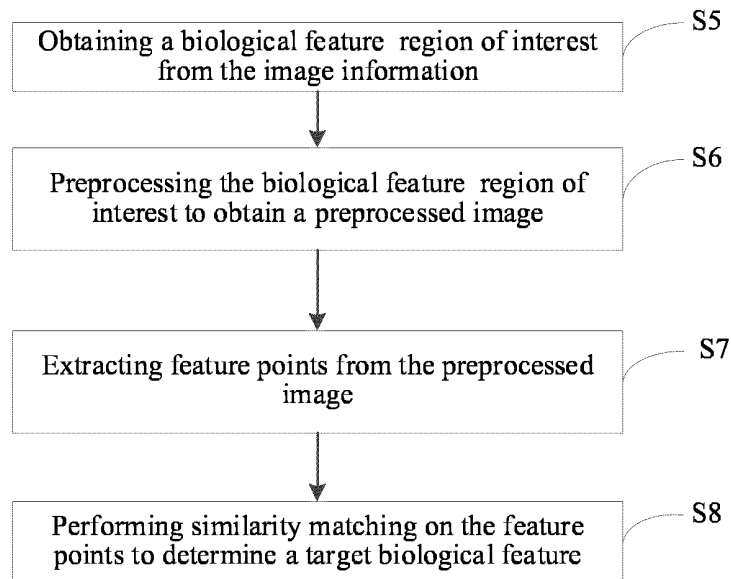 S5
Obtaining a biological feature region of interest
from the image information
S6
Preprocessing the biological feature region of
interest to obtain a preprocessed image
S7
Extracting feature points from the preprocessed
image
S8
Performing similarity matching on the feature
points to determine a target biological feature